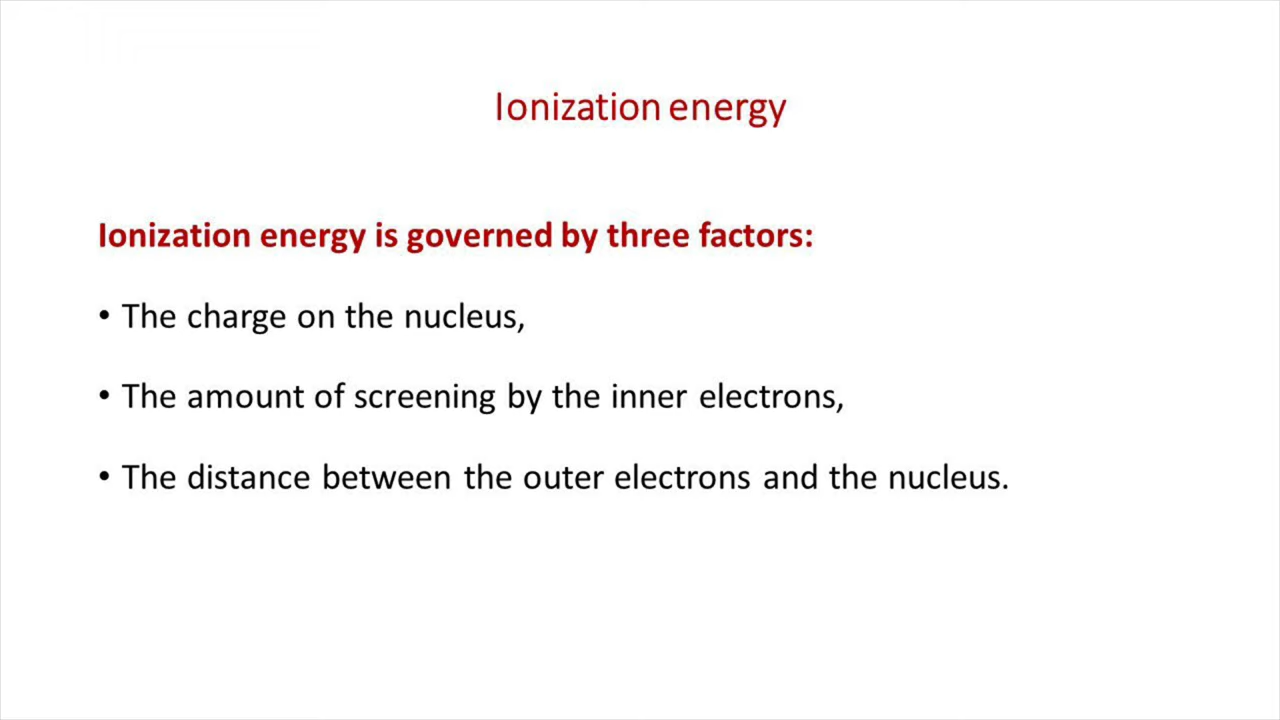 Ionization energy
Ionization energy is governed by three factors:
• The charge on the nucleus,
• The amount of screening by the inner electrons,
• The distance between the outer electrons and the nucleus.